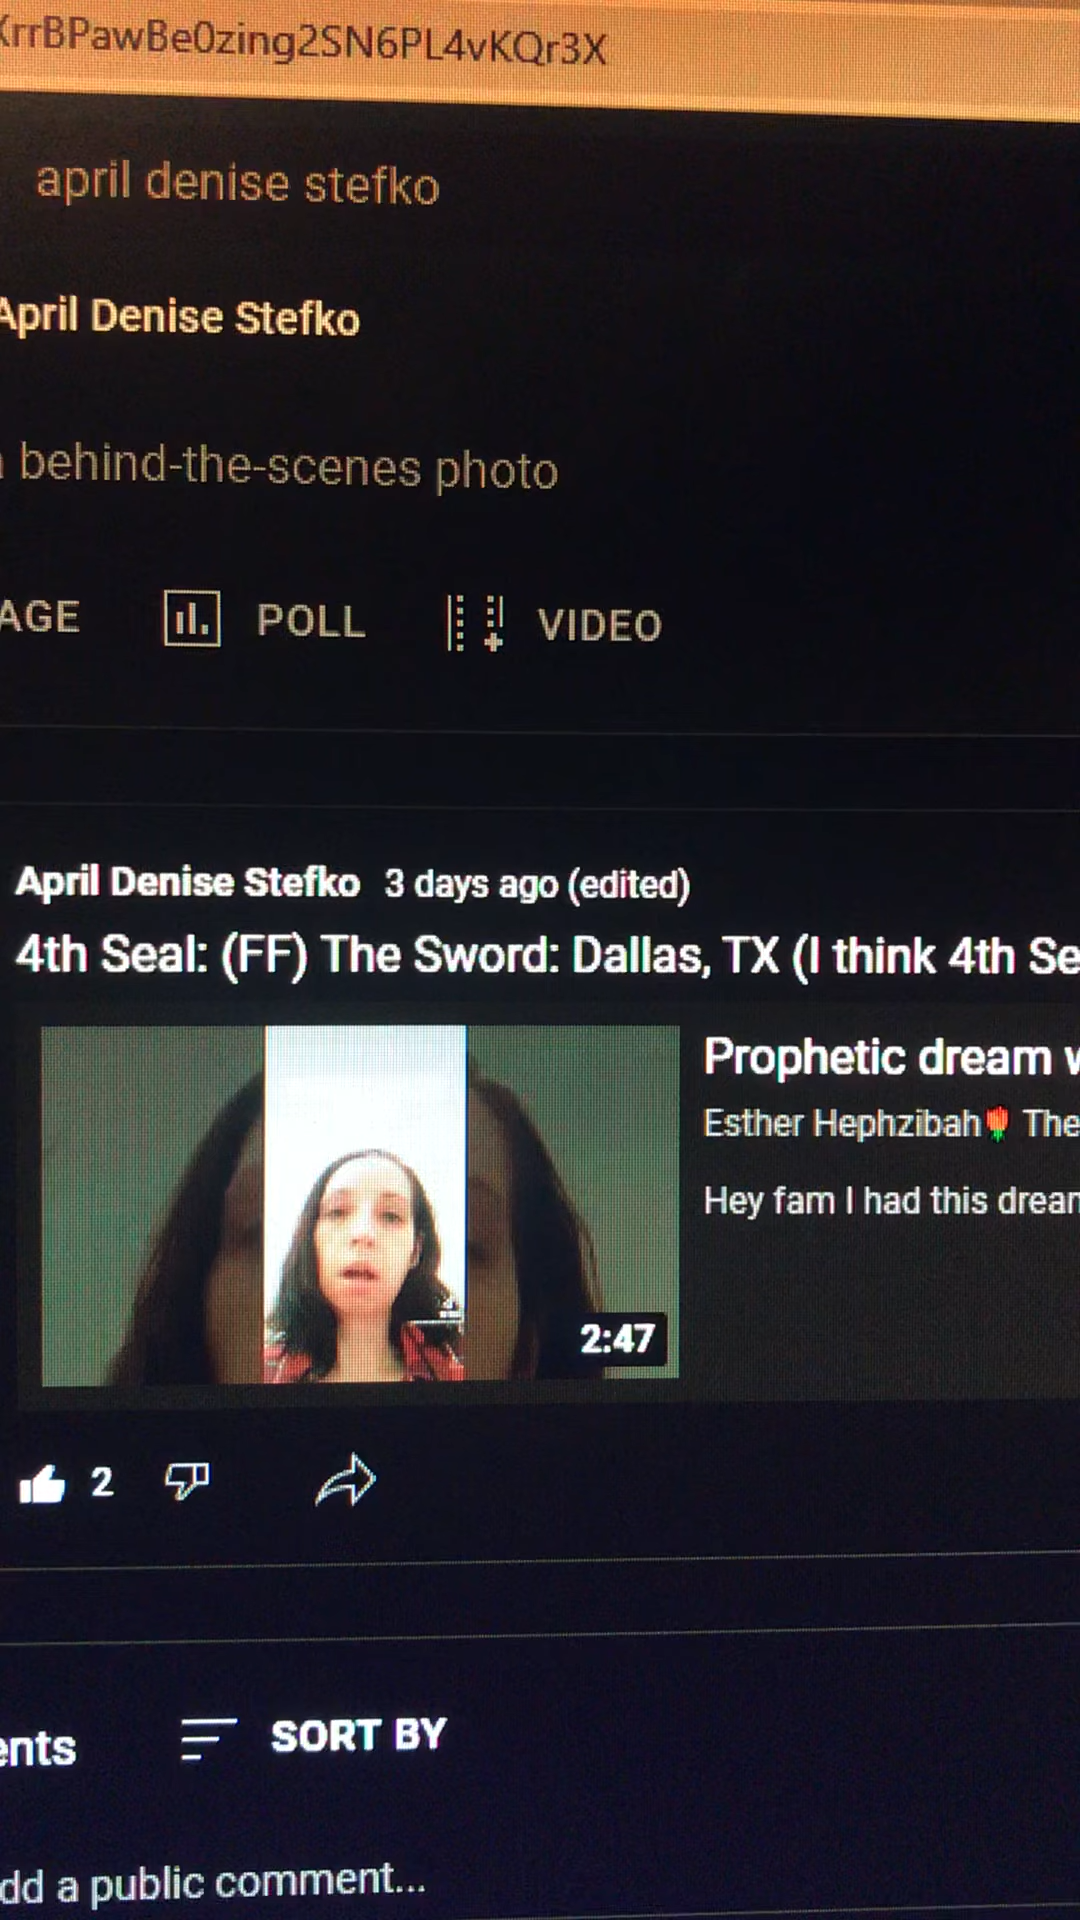 XrrBPawBe0zing2SN6PL4vKQr3X
april denise stefko
April Denise Stefko
behind-the-scenes photo
AGE POLL VIDEO
April Denise Stefko 3 days ago (edited)
4th Seal: (FF) The Sword: Dallas, TX (I think 4th Se
Prophetic dream w
Esther Hephzibah🌹 The
Hey fam I had this dream
2:47
2
ents SORT BY
dd a public comment...